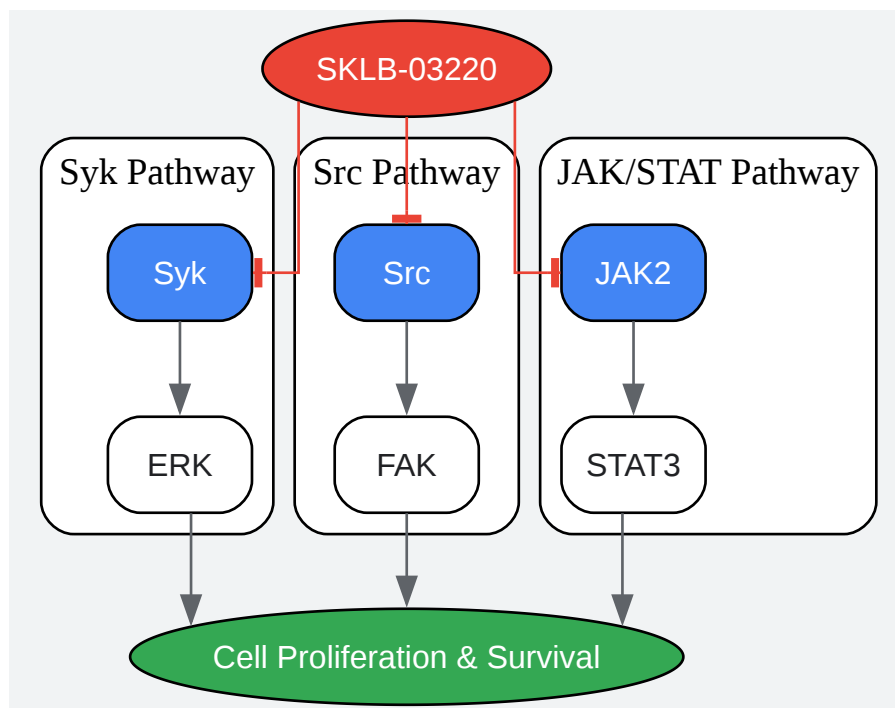 SKLB-03220
Syk Pathway
Src Pathway
JAK/STAT Pathway
Syk
Src
JAK2
ERK
FAK
STAT3
Cell Proliferation & Survival